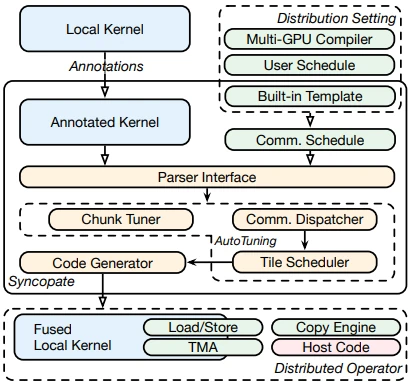 Local Kernel
Distribution Setting
Multi-GPU Compiler
User Schedule
Annotations
Built-in Template
Annotated Kernel
Comm. Schedule
Parser Interface
Chunk Tuner
Comm. Dispatcher
AutoTuning
Code Generator
Tile Scheduler
Syncopate
Fused
Local Kernel
Load/Store
Copy Engine
TMA
Host Code
Distributed Operator